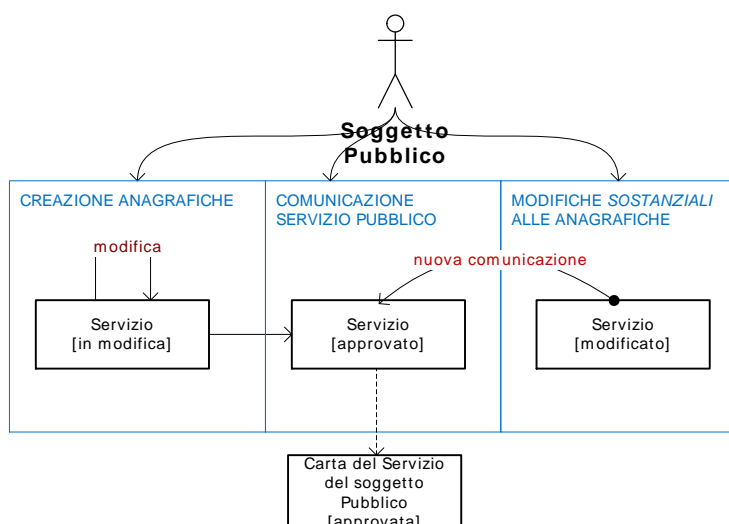 Soggetto
Pubblico
CREAZIONE ANAGRAFICHE
COMUNICAZIONE
SERVIZIO PUBBLICO
MODIFICHE SOSTANZIALI
ALLE ANAGRAFICHE
modifica
nuova comunicazione
Servizio
[in modifica]
Servizio
[approvato]
Servizio
[modificato]
Carta del Servizio
del soggetto
Pubblico
[approvata]